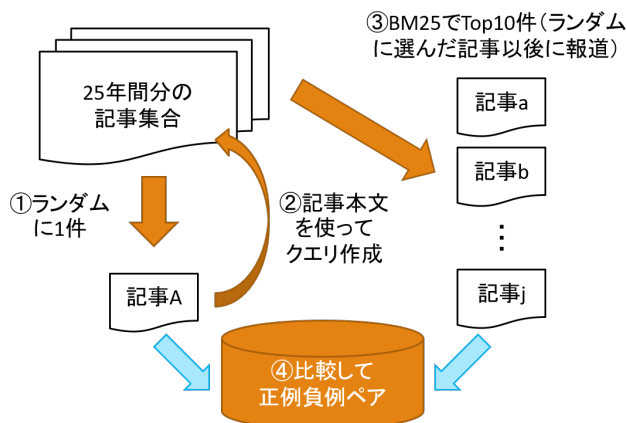 ③BM25でTop10件(ランダム
に選んだ記事以後に報道)
25年間分の
記事集合
記事a
記事b
①ランダム
に1件
②記事本文
を使って
クエリ作成
⋮
記事A
記事j
④比較して
正例負例ペア